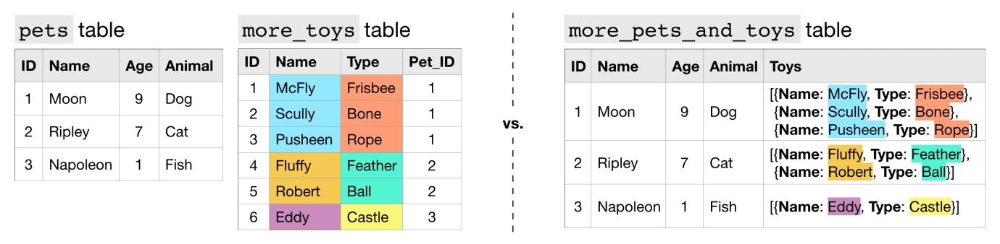 pets table
ID Name Age Animal
1 Moon 9 Dog
2 Ripley 7 Cat
3 Napoleon 1 Fish
more_toys table
ID Name Type Pet_ID
1 McFly Frisbee 1
2 Scully Bone 1
3 Pusheen Rope 1
4 Fluffy Feather 2
5 Robert Ball 2
6 Eddy Castle 3
vs.
more_pets_and_toys table
ID Name Age Animal Toys
1 Moon 9 Dog [{Name: McFly, Type: Frisbee},
{Name: Scully, Type: Bone},
{Name: Pusheen, Type: Rope}]
2 Ripley 7 Cat [{Name: Fluffy, Type: Feather},
{Name: Robert, Type: Ball}]
3 Napoleon 1 Fish [{Name: Eddy, Type: Castle}]